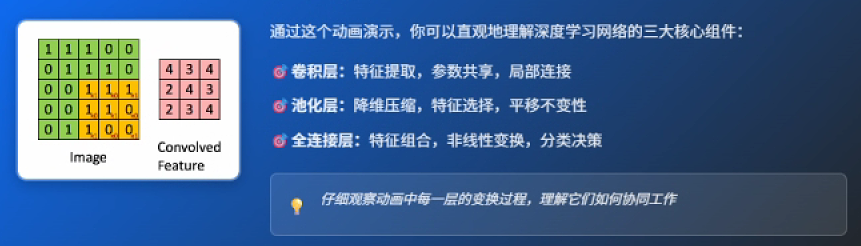 通过这个动画演示，你可以直观地理解深度学习网络的三大核心组件：
卷积层：特征提取，参数共享，局部连接
池化层：降维压缩，特征选择，平移不变性
全连接层：特征组合，非线性变换，分类决策
仔细观察动画中每一层的变换过程，理解它们如何协同工作
1 1 1 0 0
0 1 1 1 0
0 0 1 1 1
0 0 1 1 0
0 1 1 0 0
Image
4 3 4
2 4 3
2 3 4
Convolved
Feature